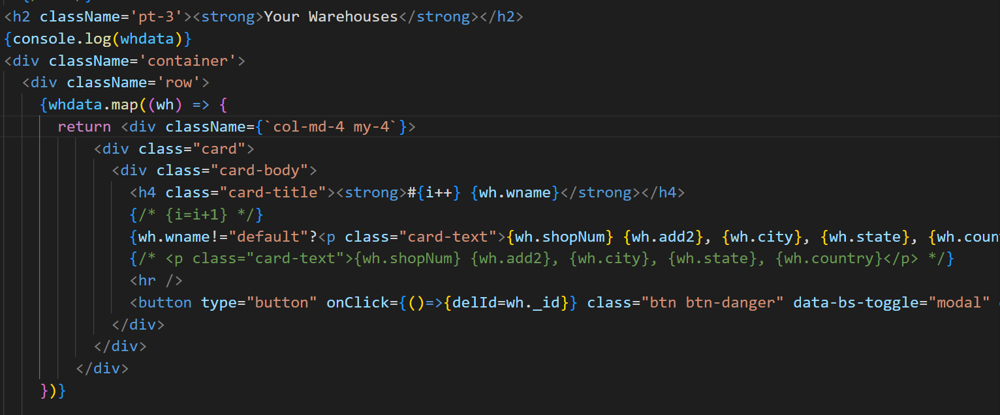 <h2 className='pt-3'><strong>Your Warehouses</strong></h2>
{console.log(whdata)}
<div className='container'>
<div className='row'>
{whdata.map((wh) => {
return <div className={`col-md-4 my-4`}>
<div class="card">
<div class="card-body">
<h4 class="card-title"><strong>#{i++} {wh.wname}</strong></h4>
{/* {i=i+1} */}
{wh.wname!="default"?<p class="card-text">{wh.shopNum} {wh.add2}, {wh.city}, {wh.state}, {wh.coun
{/* <p class="card-text">{wh.shopNum} {wh.add2}, {wh.city}, {wh.state}, {wh.country}</p> */}
<hr />
<button type="button" onClick={()=>{delId=wh._id}} class="btn btn-danger" data-bs-toggle="modal"
</div>
</div>
</div>
})}